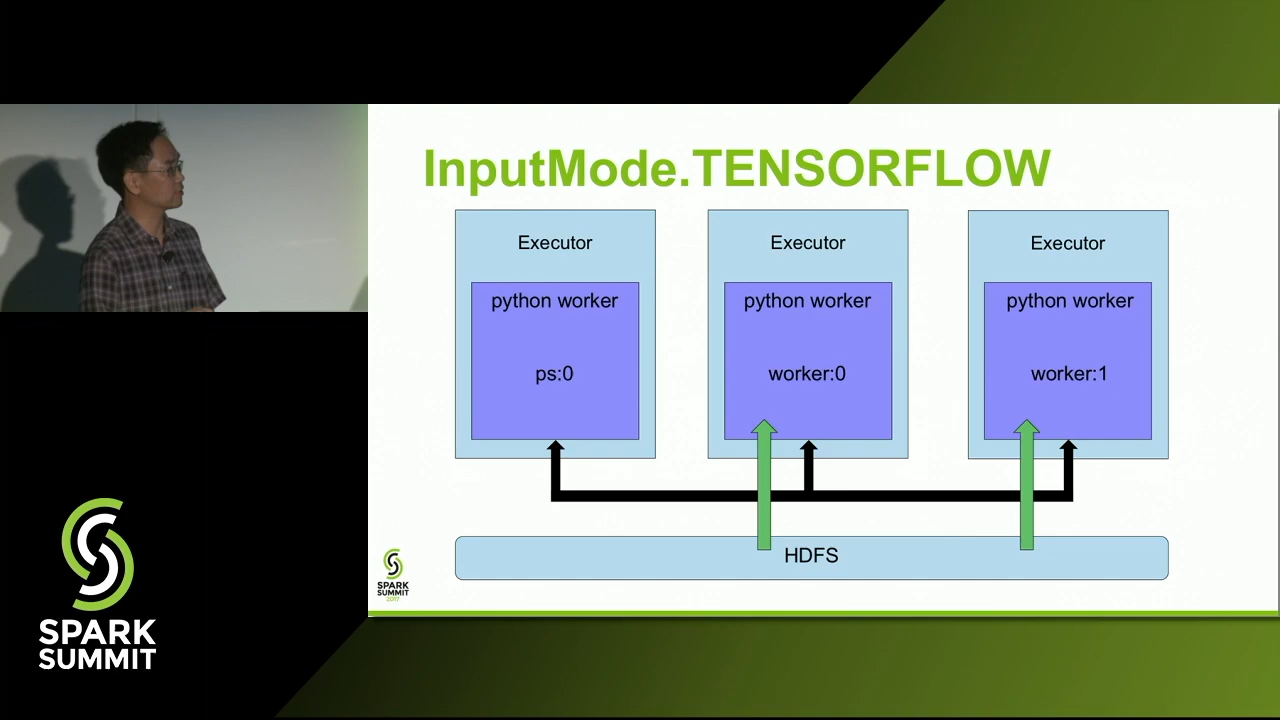 InputMode.TENSORFLOW
Executor
Executor
Executor
python worker
python worker
python worker
ps:0
worker:0
worker:1
HDFS
SPARK
SUMMIT
2017
SPARK
SUMMIT